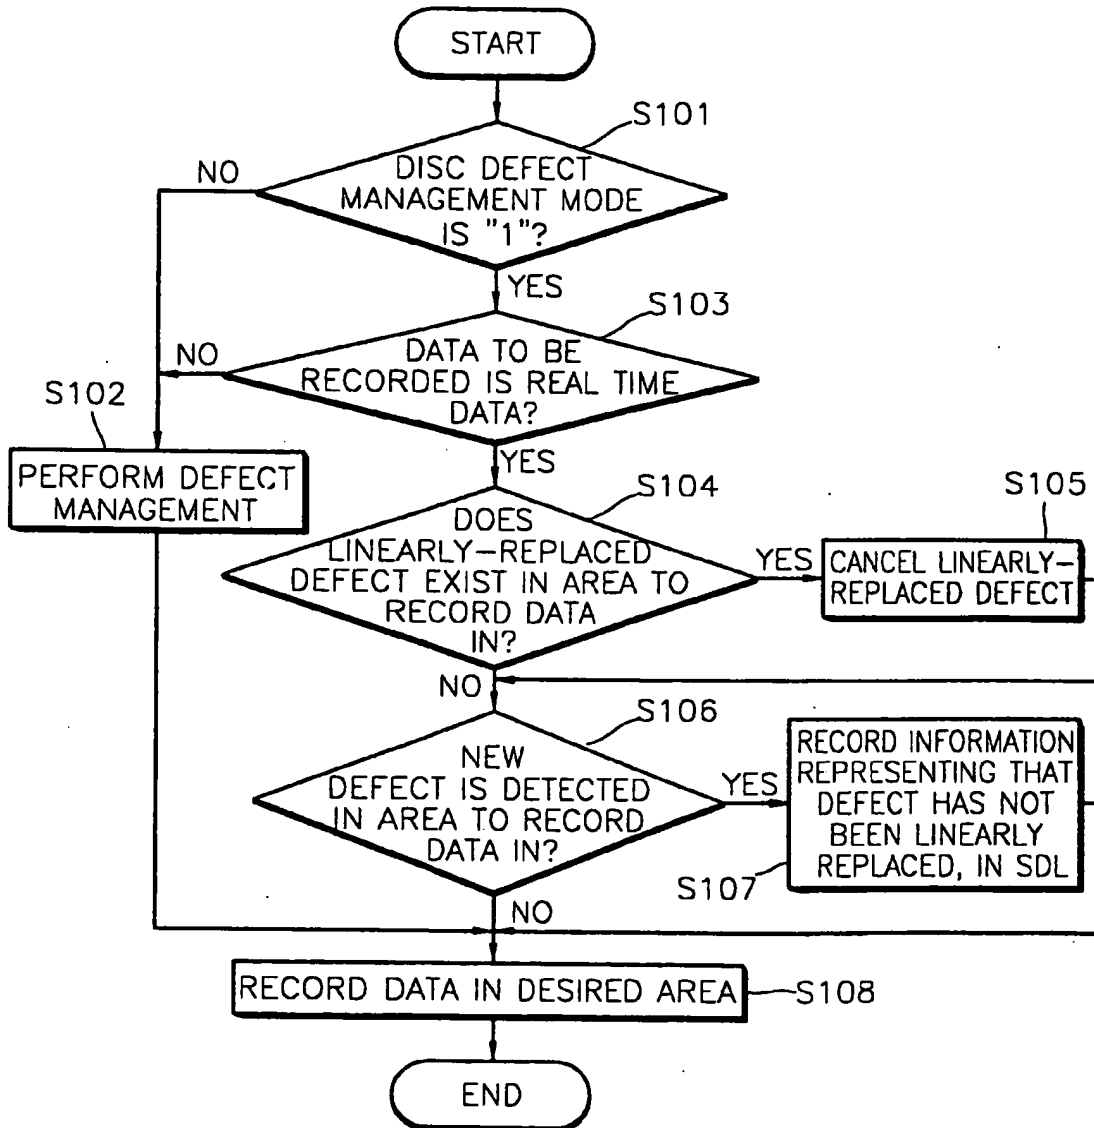 START
S101
NO
DISC DEFECT
MANAGEMENT MODE
IS "1"?
YES
S103
NO
DATA TO BE
RECORDED IS REAL TIME
DATA?
S102
YES
PERFORM DEFECT
MANAGEMENT
S104
S105
DOES
LINEARLY-REPLACED
DEFECT EXIST IN AREA TO
RECORD DATA
IN?
YES
CANCEL LINEARLY-
REPLACED DEFECT
NO
S106
NEW
DEFECT IS DETECTED
IN AREA TO RECORD
DATA IN?
YES
RECORD INFORMATION
REPRESENTING THAT
DEFECT HAS NOT
BEEN LINEARLY
REPLACED, IN SDL
S107
NO
RECORD DATA IN DESIRED AREA
S108
END